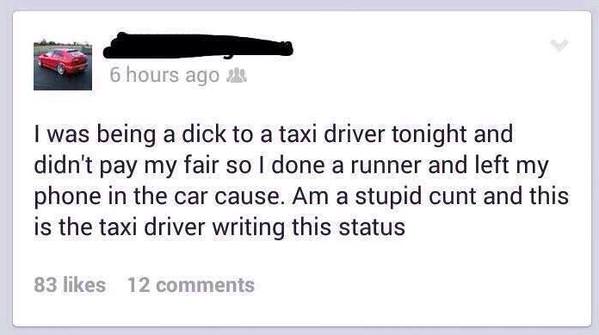 6 hours ago
I was being a dick to a taxi driver tonight and
didn't pay my fair so I done a runner and left my
phone in the car cause. Am a stupid cunt and this
is the taxi driver writing this status
83 likes 12 comments